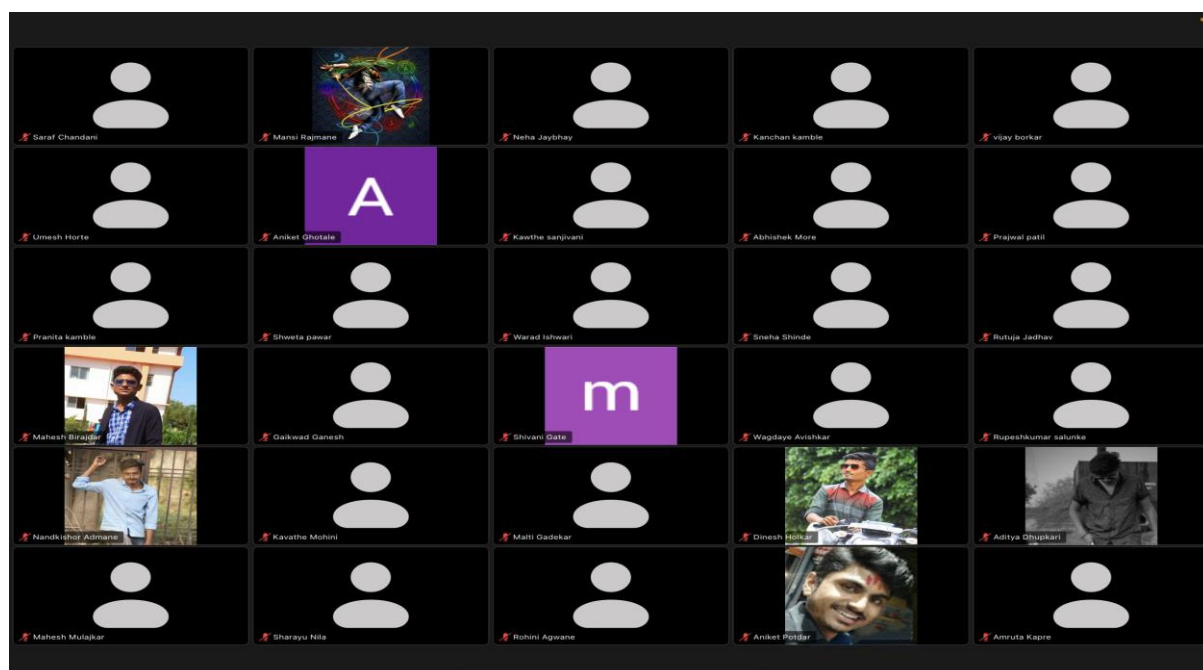 Saraf Chandani
Mansi Rajmane
Neha Jaybhay
Kanchan kamble
vijay borkar
Umesh Horte
A
Aniket Ghotale
Kawthe sanjivani
Abhishek More
Prajwal patil
Pranita kamble
Shweta pawar
Warad Ishwari
Sneha Shinde
Rutuja Jadhav
Mahesh Birajdar
Gaikwad Ganesh
m
Shivani Gate
Wagdaye Avishkar
Rupeshkumar salunke
Nandkishor Admane
Kavathe Mohini
Malti Gadekar
Dinesh Holkar
Aditya Dhupkari
Mahesh Mulajkar
Sharayu Nila
Rohini Agwane
Aniket Potdar
Amruta Kapre